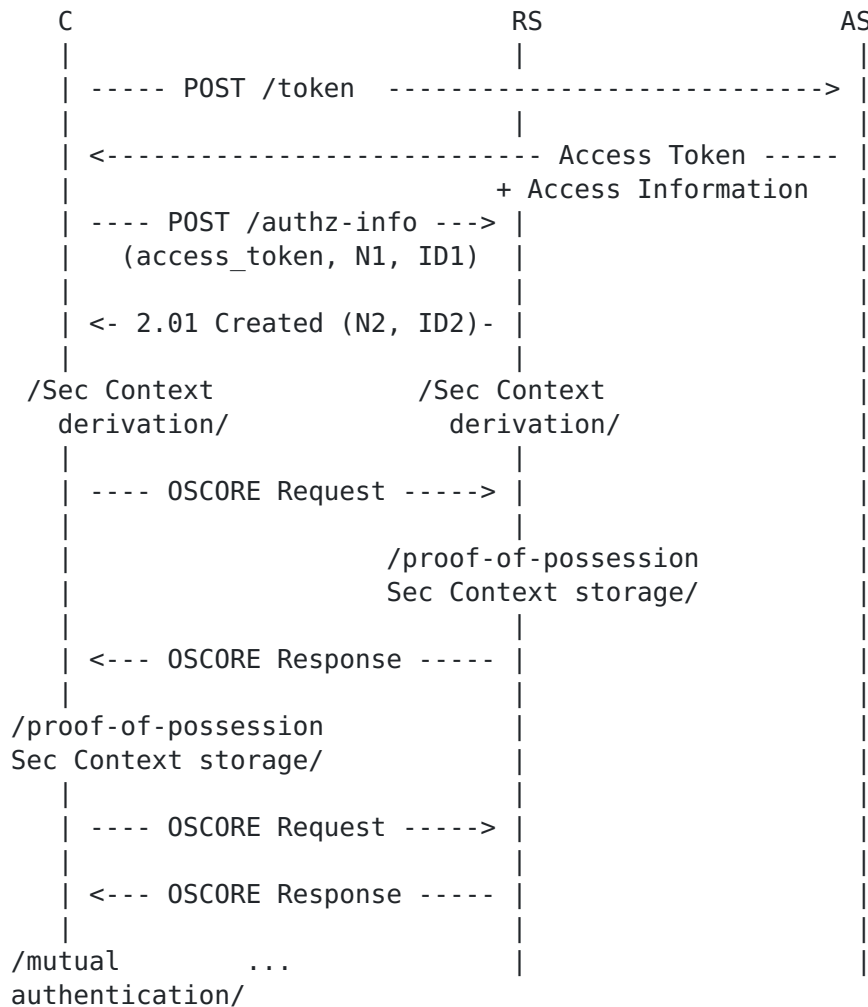 C RS AS
| | |
| ----- POST /token ----------------------------> |
| | |
| <---------------------------- Access Token ----- |
| + Access Information |
| ---- POST /authz-info ---> | |
| (access_token, N1, ID1) | |
| | |
| <- 2.01 Created (N2, ID2)- | |
| | |
/Sec Context /Sec Context |
derivation/ derivation/ |
| | |
| ---- OSCORE Request -----> | |
| | |
| /proof-of-possession |
| Sec Context storage/ |
| | |
| <--- OSCORE Response ----- | |
| | |
/proof-of-possession | |
Sec Context storage/ | |
| | |
| ---- OSCORE Request -----> | |
| | |
| <--- OSCORE Response ----- | |
| | |
/mutual ... | |
authentication/